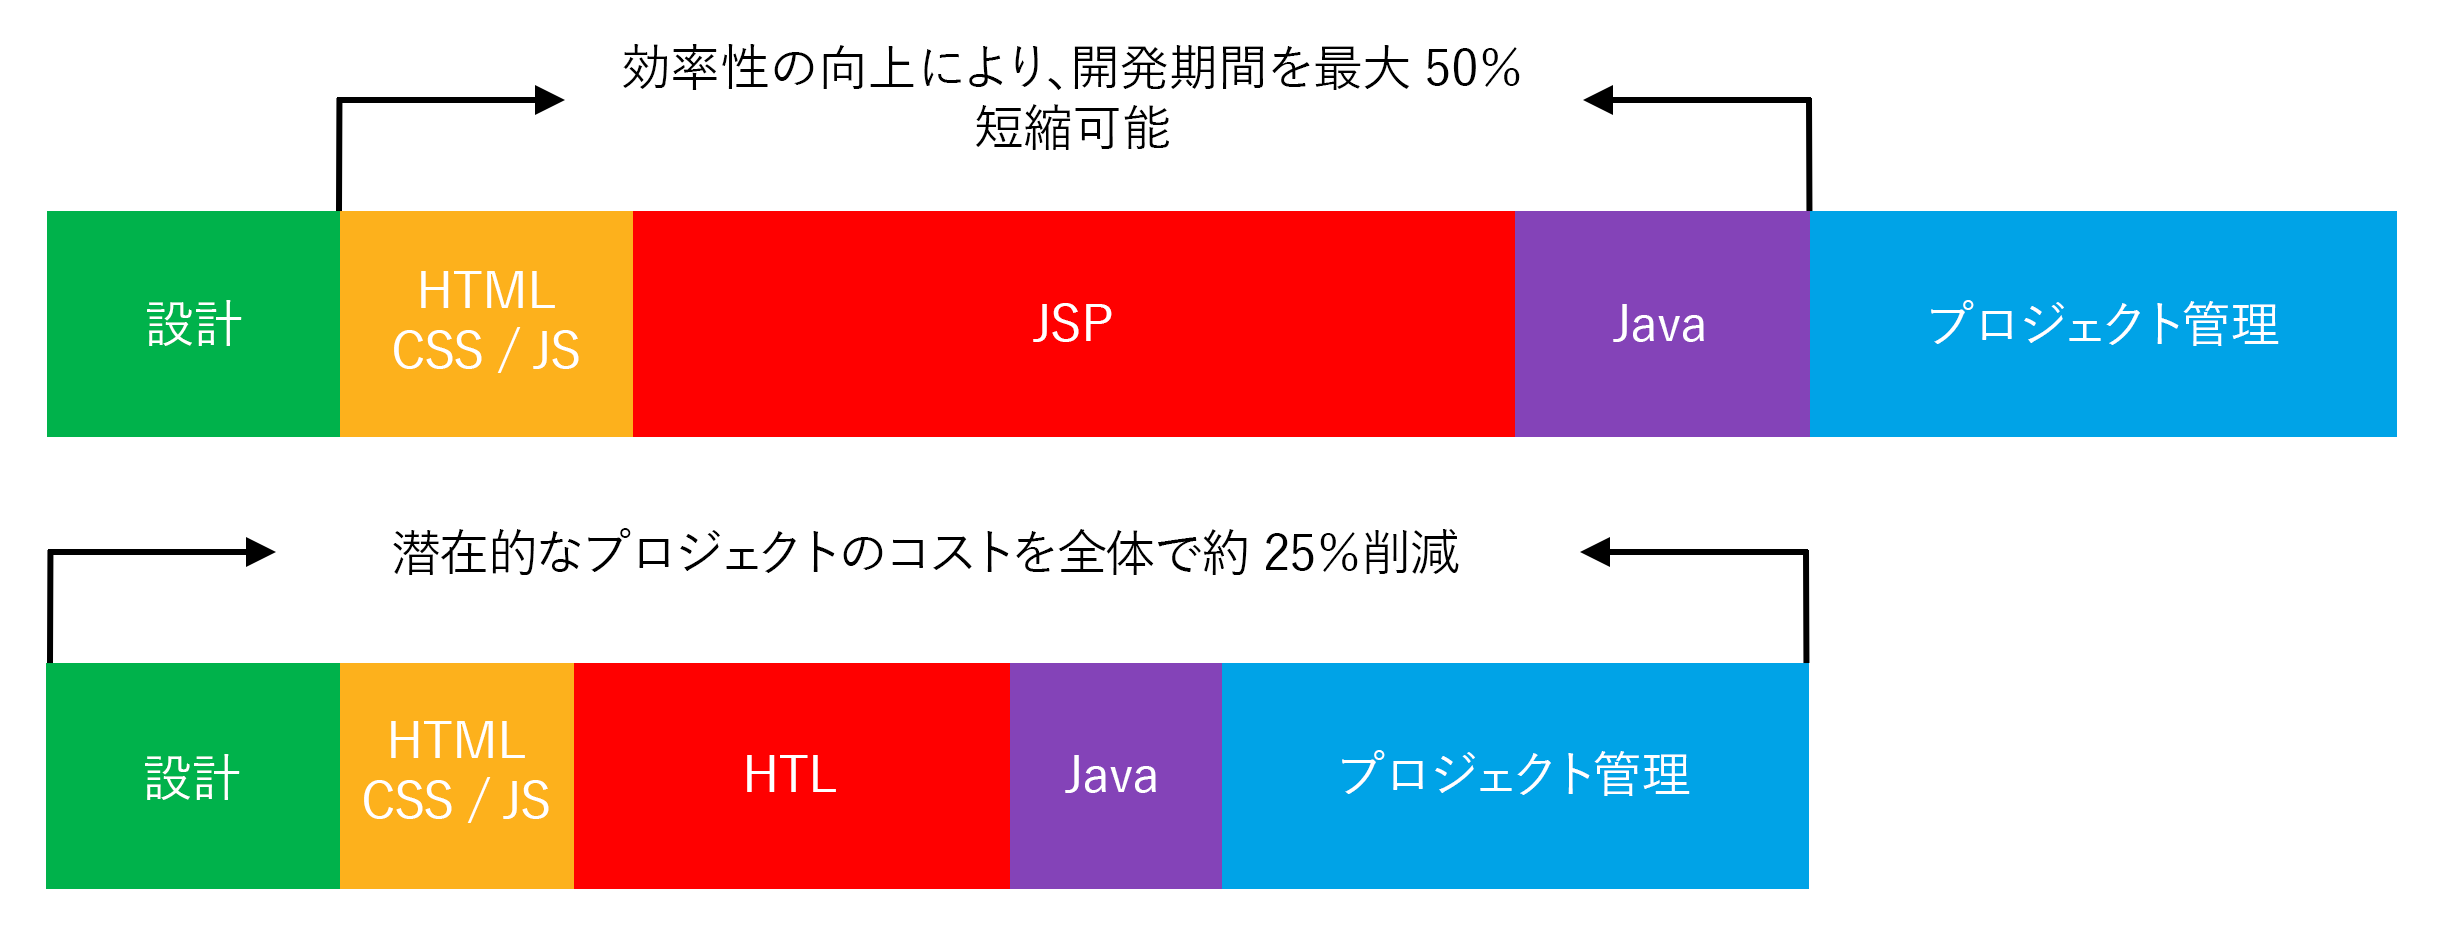 効率性の向上により、開発期間を最大 50%
短縮可能
設計
HTML
CSS / JS
JSP
Java
プロジェクト管理
潜在的なプロジェクトのコストを全体で約 25%削減
設計
HTML
CSS / JS
HTL
Java
プロジェクト管理